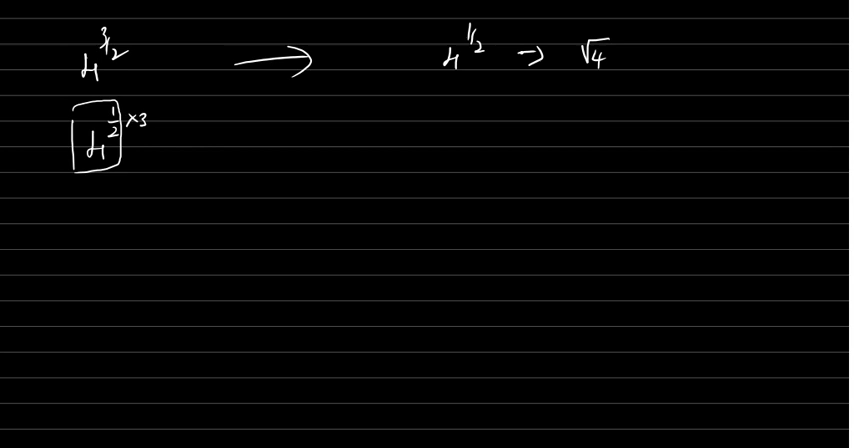 4^{3/2} → 4^{1/2} ⇒ √4
4^{1/2 × 3}